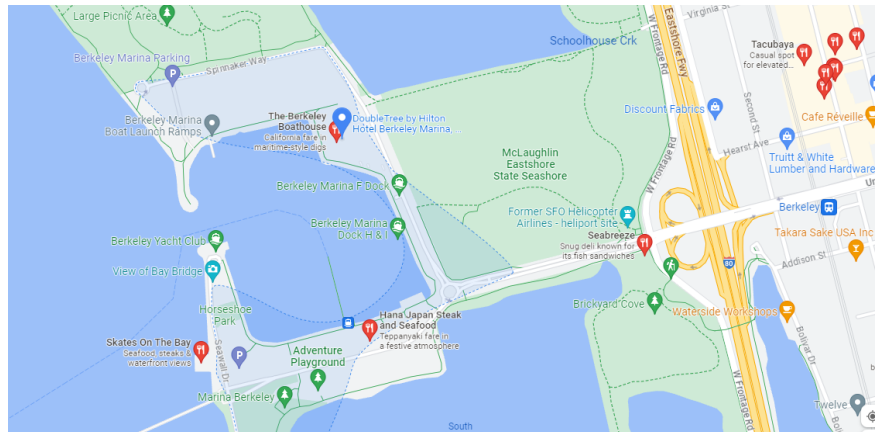 Large Picnic Area
Berkeley Marina Parking
P
Spinnaker Way
Berkeley Marina
Boat Launch Ramps
The Berkeley
Boathouse
California fare in
maritime-style digs
DoubleTree by Hilton
Hotel Berkeley Marina, ...
Berkeley Marina F Dock
Berkeley Marina
Dock H & I
Berkeley Yacht Club
View of Bay Bridge
Horseshoe
Park
Skates On The Bay
Seafood, steaks &
waterfront views
Seawall Dr
P
Hana Japan Steak
and Seafood
Teppanyaki fare in
a festive atmosphere
Adventure
Playground
Marina Berkeley
South
Schoolhouse Crk
McLaughlin
Eastshore
State Seashore
Former SFO Helicopter
Airlines - heliport site
Seabreeze
Snug deli known for
its fish sandwiches
Brickyard Cove
W Frontage Rd
Eastshore Fwy
W Frontage Rd
80
W Frontage Rd
Virginia St
Tacubaya
Casual spot
for elevated...
Second St
Discount Fabrics
Cafe Réveille
Hearst Ave
Truitt & White
Lumber and Hardware
Berkeley
Takara Sake USA Inc
Addison St
Waterside Workshops
Bolivar Dr
Twelve